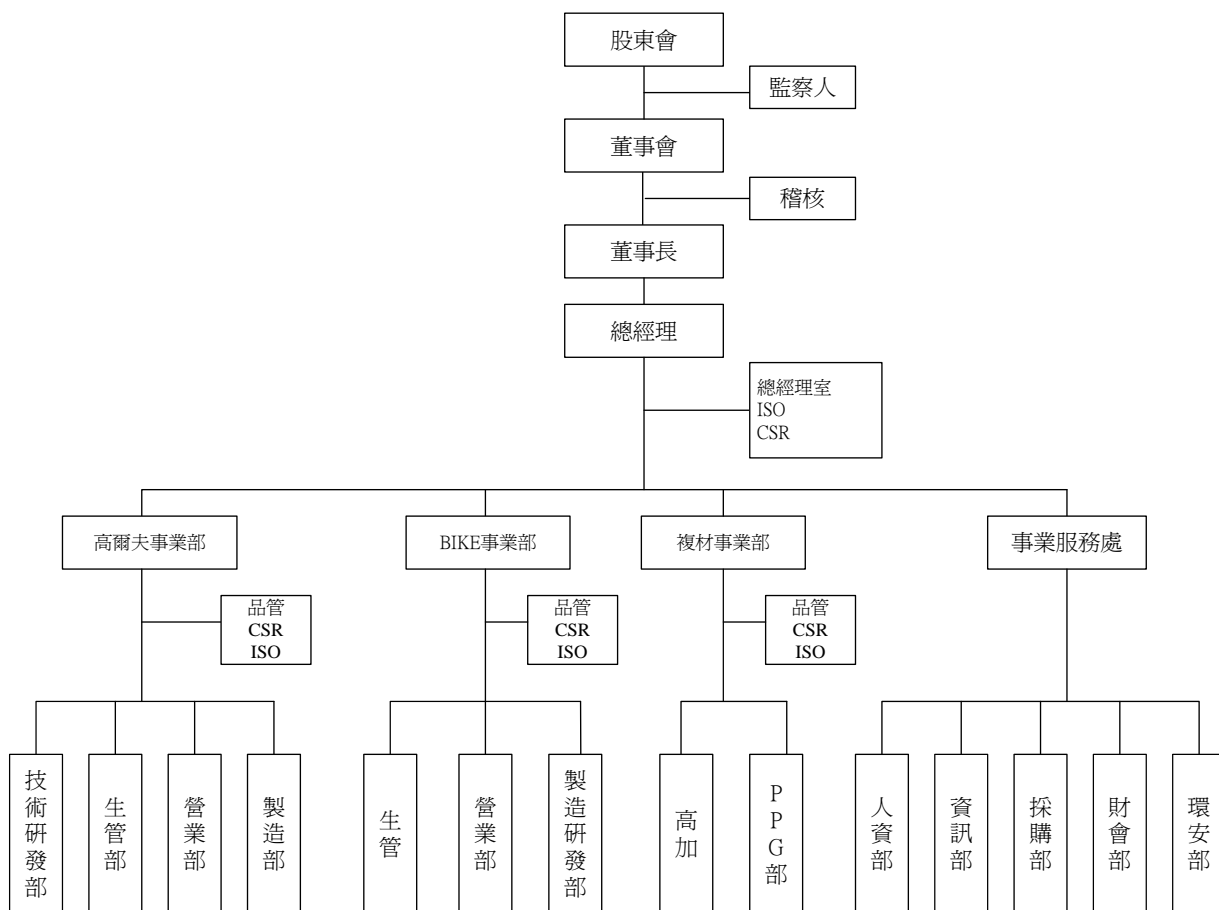 股東會
監察人
董事會
稽核
董事長
總經理
總經理室
ISO
CSR
高爾夫事業部
BIKE事業部
複材事業部
事業服務處
品管
CSR
ISO
品管
CSR
ISO
品管
CSR
ISO
技術研發部
生管部
營業部
製造部
生管
營業部
製造研發部
高加
PPG部
人資部
資訊部
採購部
財會部
環安部